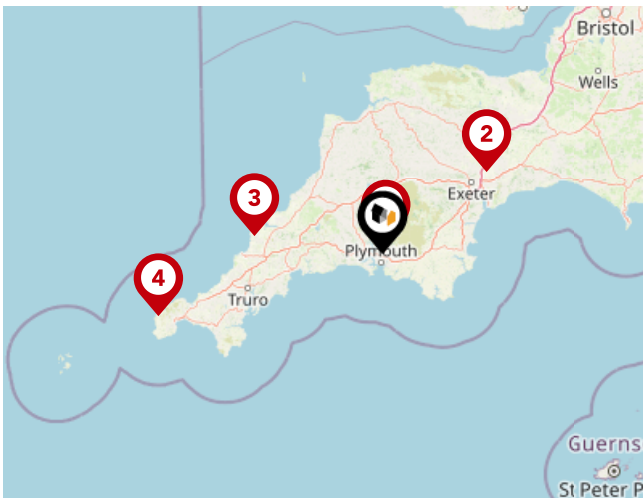 Bristol
Wells
2
Exeter
3
Plymouth
4
Truro
Guerns
St Peter P